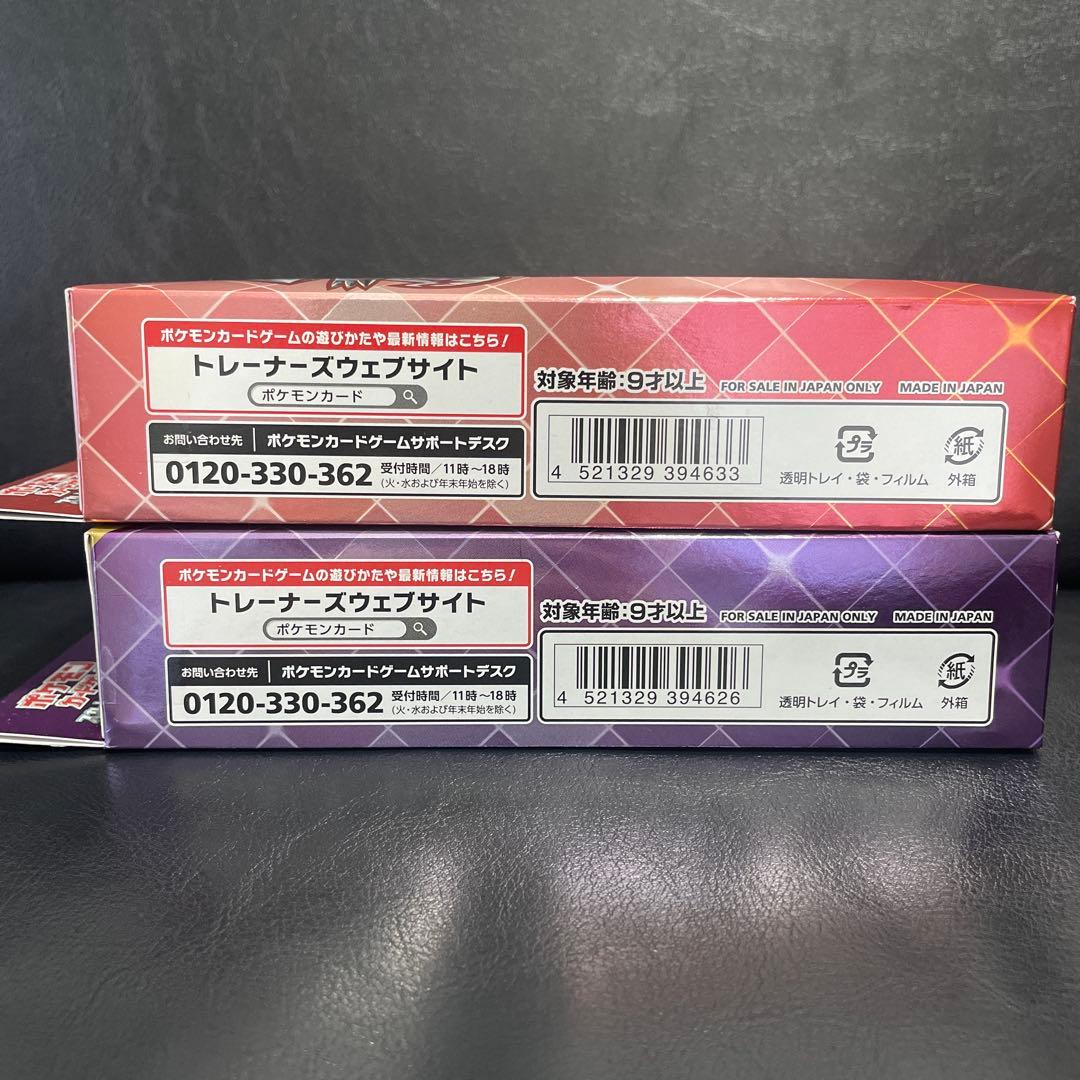 ポケモンカードゲームの遊びかたや最新情報はこちら!
トレーナーズウェブサイト
ポケモンカード
お問い合わせ先 ポケモンカードゲームサポートデスク
0120-330-362 受付時間/11時～18時
(火・水および年末年始を除く)
対象年齢:9才以上 FOR SALE IN JAPAN ONLY MADE IN JAPAN
4 521329 394633
プラ
透明トレイ・袋・フィルム
紙
外箱
ポケモンカードゲームの遊びかたや最新情報はこちら!
トレーナーズウェブサイト
ポケモンカード
お問い合わせ先 ポケモンカードゲームサポートデスク
0120-330-362 受付時間/11時～18時
(火・水および年末年始を除く)
対象年齢:9才以上 FOR SALE IN JAPAN ONLY MADE IN JAPAN
4 521329 394626
プラ
透明トレイ・袋・フィルム
紙
外箱